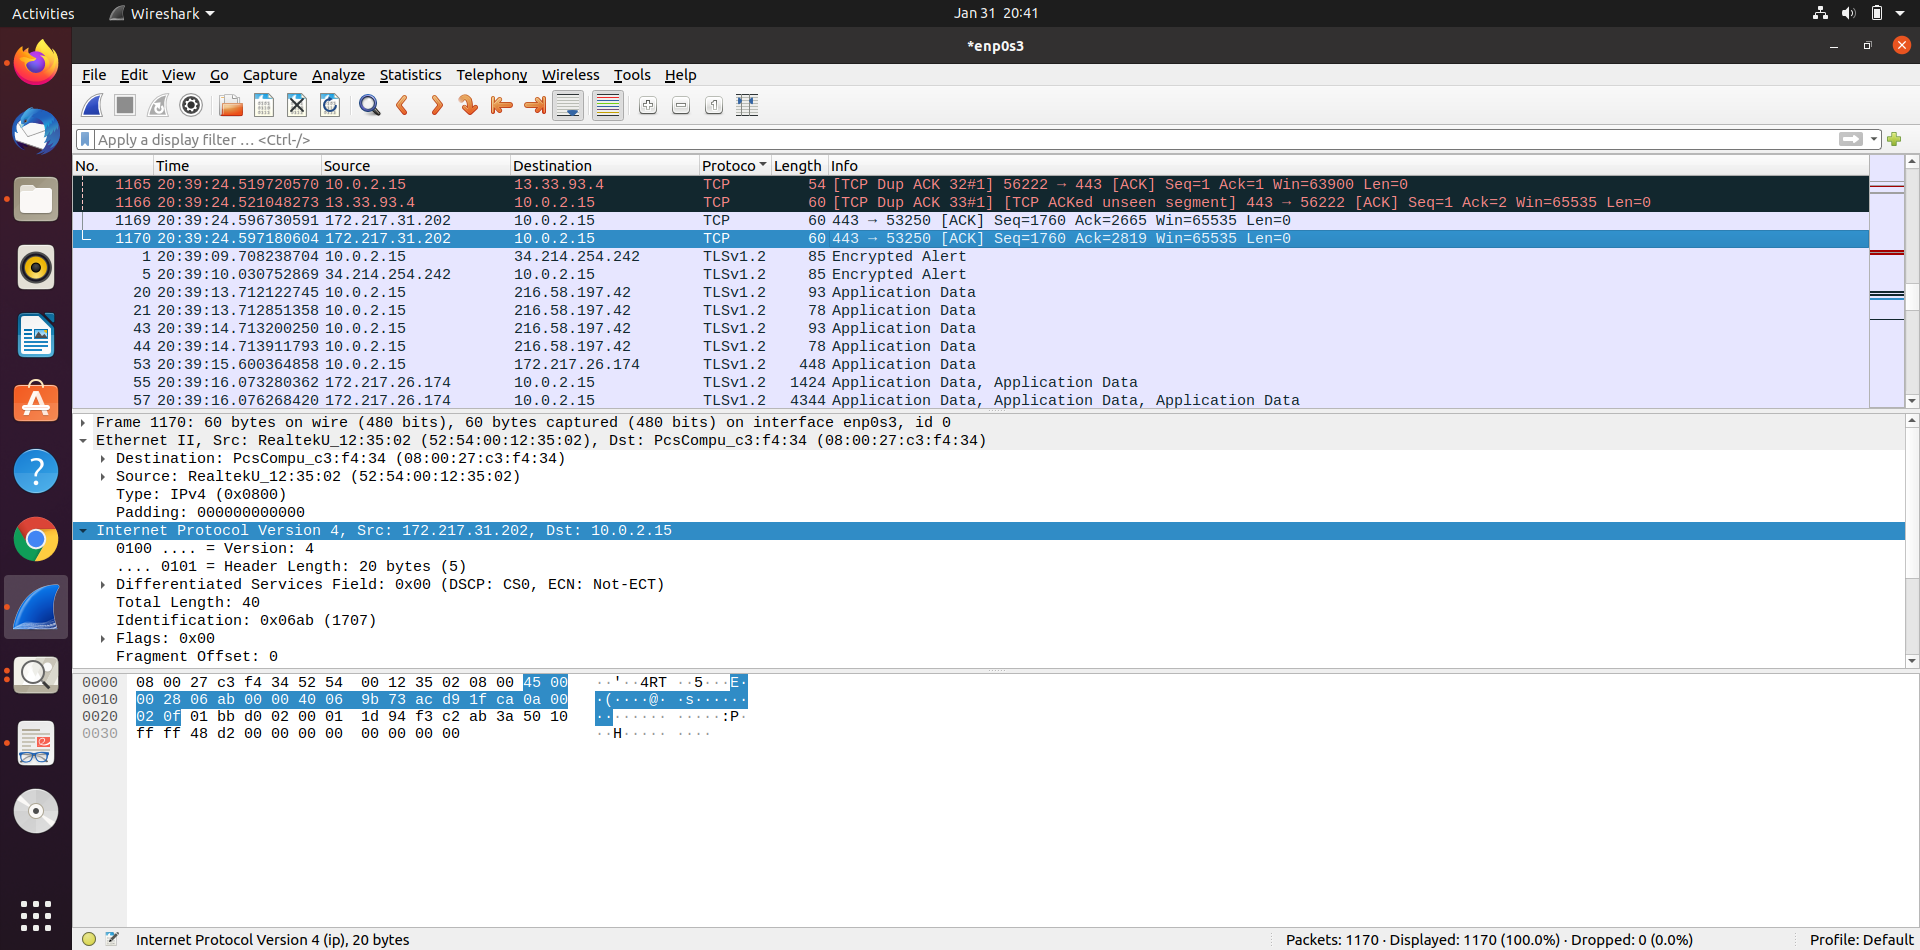 Activities Wireshark Jan 31 20:41
*enp0s3
File Edit View Go Capture Analyze Statistics Telephony Wireless Tools Help
Apply a display filter … <Ctrl-/>
No. Time Source Destination Protoco Length Info
1165 20:39:24.519720570 10.0.2.15 13.33.93.4 TCP 54 [TCP Dup ACK 32#1] 56222 → 443 [ACK] Seq=1 Ack=1 Win=63900 Len=0
1166 20:39:24.521048273 13.33.93.4 10.0.2.15 TCP 60 [TCP Dup ACK 33#1] [TCP ACKed unseen segment] 443 → 56222 [ACK] Seq=1 Ack=2 Win=65535 Len=0
1169 20:39:24.596730591 172.217.31.202 10.0.2.15 TCP 60 443 → 53250 [ACK] Seq=1760 Ack=2665 Win=65535 Len=0
1170 20:39:24.597180604 172.217.31.202 10.0.2.15 TCP 60 443 → 53250 [ACK] Seq=1760 Ack=2819 Win=65535 Len=0
1 20:39:09.708238704 10.0.2.15 34.214.254.242 TLSv1.2 85 Encrypted Alert
5 20:39:10.030752869 34.214.254.242 10.0.2.15 TLSv1.2 85 Encrypted Alert
20 20:39:13.712122745 10.0.2.15 216.58.197.42 TLSv1.2 93 Application Data
21 20:39:13.712851358 10.0.2.15 216.58.197.42 TLSv1.2 78 Application Data
43 20:39:14.713200250 10.0.2.15 216.58.197.42 TLSv1.2 93 Application Data
44 20:39:14.713911793 10.0.2.15 216.58.197.42 TLSv1.2 78 Application Data
53 20:39:15.600364858 10.0.2.15 172.217.26.174 TLSv1.2 448 Application Data
55 20:39:16.073280362 172.217.26.174 10.0.2.15 TLSv1.2 1424 Application Data, Application Data
57 20:39:16.076268420 172.217.26.174 10.0.2.15 TLSv1.2 4344 Application Data, Application Data, Application Data
Frame 1170: 60 bytes on wire (480 bits), 60 bytes captured (480 bits) on interface enp0s3, id 0
Ethernet II, Src: RealtekU_12:35:02 (52:54:00:12:35:02), Dst: PcsCompu_c3:f4:34 (08:00:27:c3:f4:34)
Destination: PcsCompu_c3:f4:34 (08:00:27:c3:f4:34)
Source: RealtekU_12:35:02 (52:54:00:12:35:02)
Type: IPv4 (0x0800)
Padding: 000000000000
Internet Protocol Version 4, Src: 172.217.31.202, Dst: 10.0.2.15
0100 .... = Version: 4
.... 0101 = Header Length: 20 bytes (5)
Differentiated Services Field: 0x00 (DSCP: CS0, ECN: Not-ECT)
Total Length: 40
Identification: 0x06ab (1707)
Flags: 0x00
Fragment Offset: 0
0000 08 00 27 c3 f4 34 52 54 00 12 35 02 08 00 45 00 ··'··4RT ··5···E·
0010 00 28 06 ab 00 00 40 06 9b 73 ac d9 1f ca 0a 00 ·(····@· ·s······
0020 02 0f 01 bb d0 02 00 01 1d 94 f3 c2 ab 3a 50 10 ········ ·····:P·
0030 ff ff 48 d2 00 00 00 00 00 00 00 00 ··H····· ····
Internet Protocol Version 4 (ip), 20 bytes Packets: 1170 · Displayed: 1170 (100.0%) · Dropped: 0 (0.0%) Profile: Default